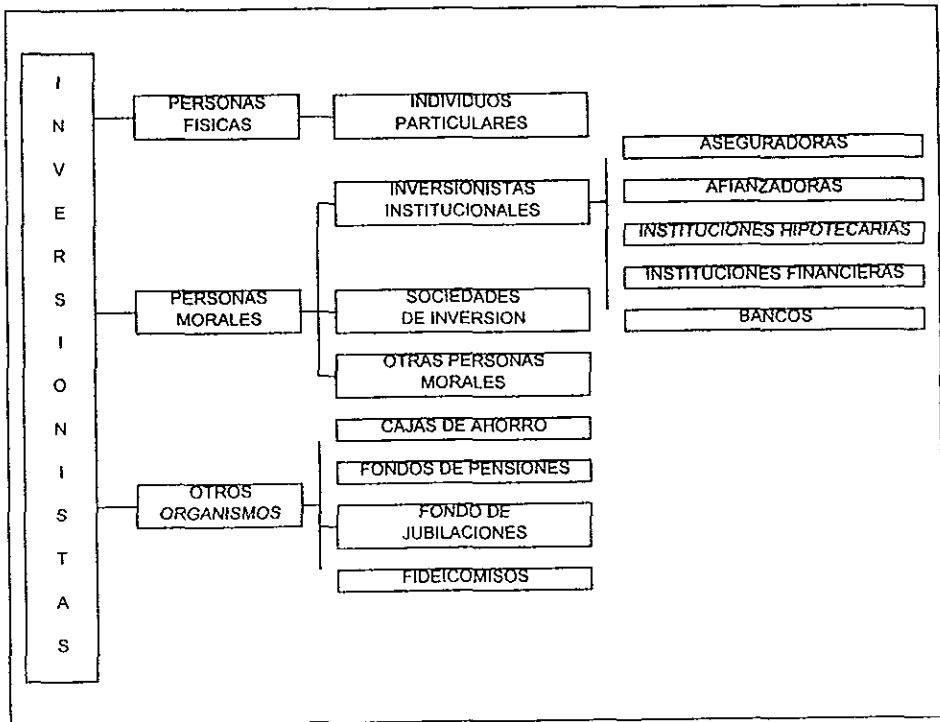 INVERSIONISTAS
PERSONAS
FISICAS
INDIVIDUOS
PARTICULARES
PERSONAS
MORALES
INVERSIONISTAS
INSTITUCIONALES
ASEGURADORAS
AFIANZADORAS
INSTITUCIONES HIPOTECARIAS
INSTITUCIONES FINANCIERAS
BANCOS
SOCIEDADES
DE INVERSION
OTRAS PERSONAS
MORALES
OTROS
ORGANISMOS
CAJAS DE AHORRO
FONDOS DE PENSIONES
FONDO DE
JUBILACIONES
FIDEICOMISOS